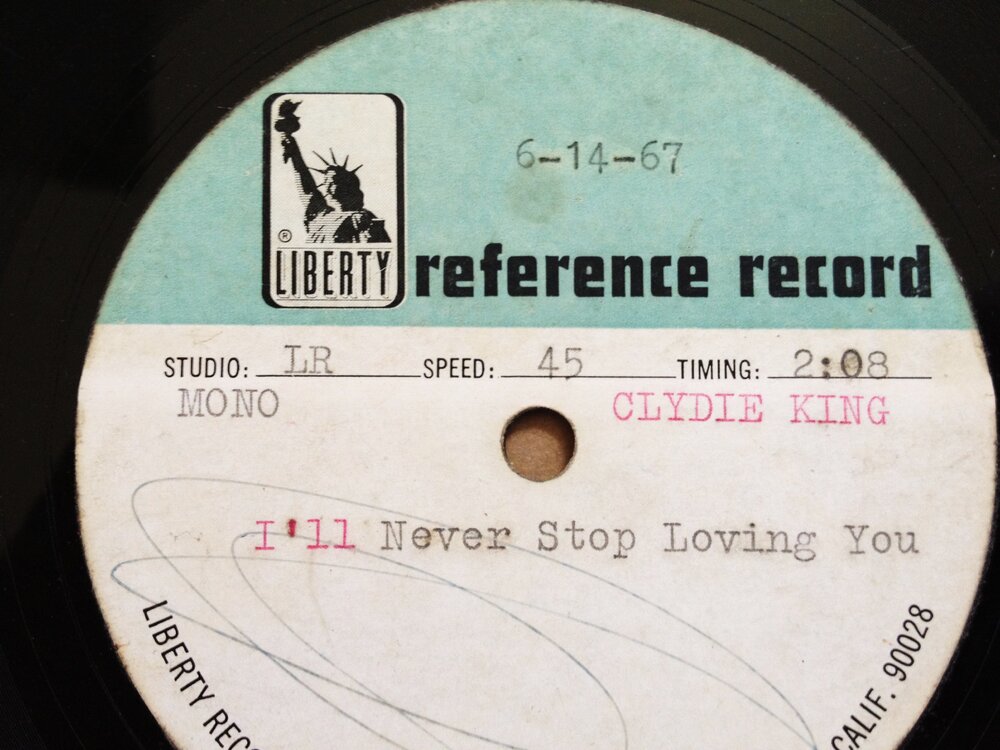 6-14-67
®
LIBERTY
reference record
STUDIO: LR SPEED: 45 TIMING: 2:08
MONO CLYDIE KING
I'll Never Stop Loving You
LIBERTY
CALIF. 90028